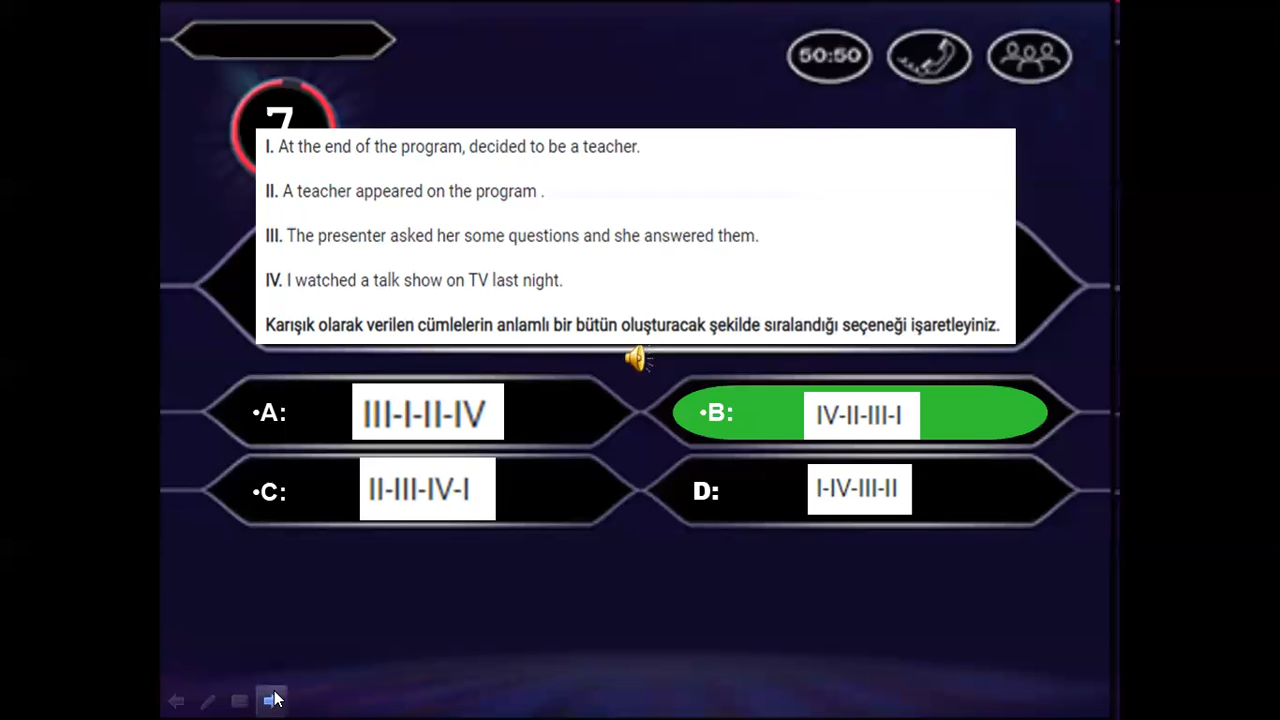 50:50
7
I. At the end of the program, decided to be a teacher.
II. A teacher appeared on the program .
III. The presenter asked her some questions and she answered them.
IV. I watched a talk show on TV last night.
Karışık olarak verilen cümlelerin anlamlı bir bütün oluşturacak şekilde sıralandığı seçeneği işaretleyiniz.
•A: III-I-II-IV
•B: IV-II-III-I
•C: II-III-IV-I
D: I-IV-III-II